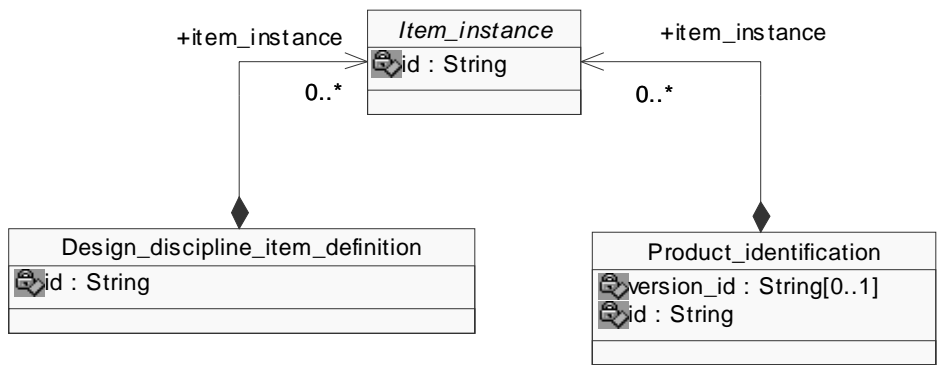 Item_instance
id : String
+item_instance
0..*
+item_instance
0..*
Design_discipline_item_definition
id : String
Product_identification
version_id : String[0..1]
id : String